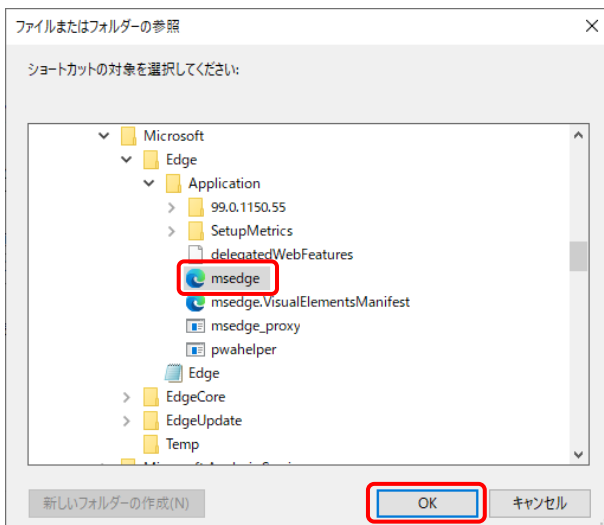 ファイルまたはフォルダーの参照
ショートカットの対象を選択してください:
Microsoft
Edge
Application
99.0.1150.55
SetupMetrics
delegatedWebFeatures
msedge
msedge.VisualElementsManifest
msedge_proxy
pwahelper
Edge
EdgeCore
EdgeUpdate
Temp
新しいフォルダーの作成(N)
OK
キャンセル